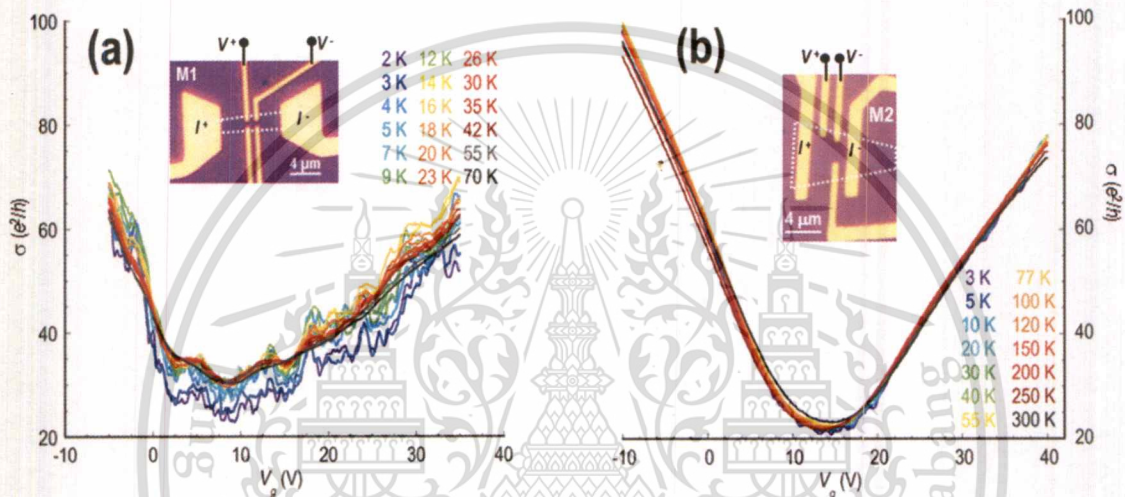 (a)
V+ V-
M1
I+ I-
4 µm
2 K 12 K 26 K
3 K 14 K 30 K
4 K 16 K 35 K
5 K 18 K 42 K
7 K 20 K 55 K
9 K 23 K 70 K
100
80
60
40
20
σ (e²/h)
-10 0 10 20 30 40
Vg (V)
(b)
V+ V-
M2
I+ I-
4 µm
3 K 77 K
5 K 100 K
10 K 120 K
20 K 150 K
30 K 200 K
40 K 250 K
55 K 300 K
100
80
60
40
20
σ (e²/h)
-10 0 10 20 30 40
Vg (V)